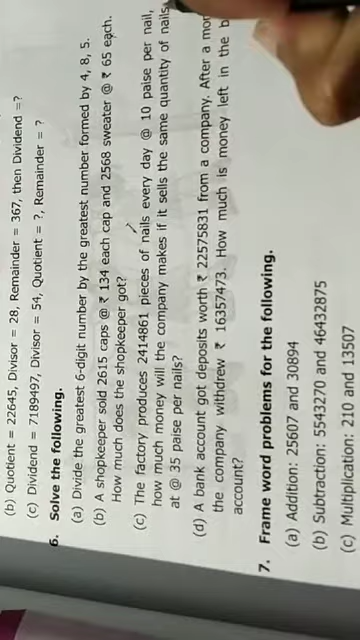 (b) Quotient = 22645, Divisor = 28, Remainder = 367, then Dividend =?
(c) Dividend = 7189497, Divisor = 54, Quotient = ?, Remainder = ?
6. Solve the following.
(a) Divide the greatest 6-digit number by the greatest number formed by 4, 8, 5.
(b) A shopkeeper sold 2615 caps @ ₹ 134 each cap and 2568 sweater @ ₹ 65 each.
How much does the shopkeeper got?
(c) The factory produces 2414861 pieces of nails every day @ 10 paise per nail,
how much money will the company makes if it sells the same quantity of nails
at @ 35 paise per nails?
(d) A bank account got deposits worth ₹ 22575831 from a company. After a
the company withdrew ₹ 16357473. How much is money left in the
account?
7. Frame word problems for the following.
(a) Addition: 25607 and 30894
(b) Subtraction: 5543270 and 46432875
(c) Multiplication: 210 and 13507